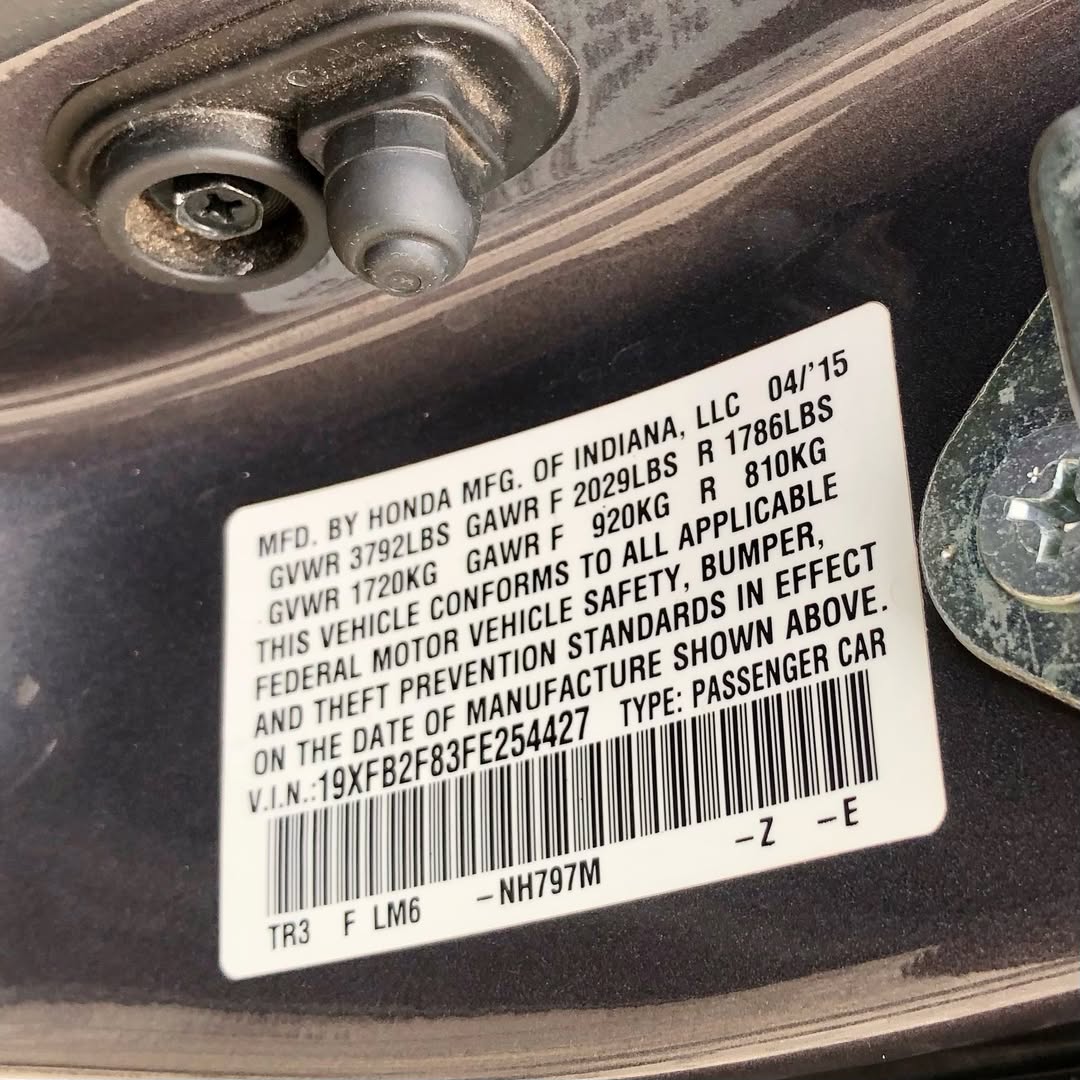 MFD. BY HONDA MFG. OF INDIANA, LLC 04/'15
GVWR 3792LBS GAWR F 2029LBS R 1786LBS
GVWR 1720KG GAWR F 920KG R 810KG
THIS VEHICLE CONFORMS TO ALL APPLICABLE
FEDERAL MOTOR VEHICLE SAFETY, BUMPER,
AND THEFT PREVENTION STANDARDS IN EFFECT
ON THE DATE OF MANUFACTURE SHOWN ABOVE.
V.I.N.:19XFB2F83FE254427 TYPE: PASSENGER CAR
TR3 F LM6 –NH797M –Z –E